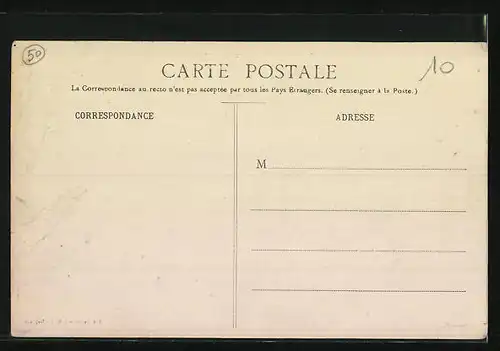 50
10
CARTE POSTALE
La Correspondance au recto n'est pas acceptée par tous les Pays Étrangers. (Se renseigner à la Poste.)
CORRESPONDANCE
ADRESSE
M